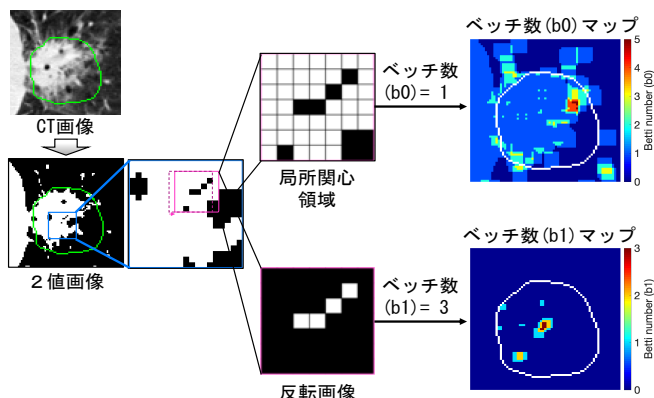 CT画像
2値画像
局所関心
領域
反転画像
ベッチ数
(b0)= 1
ベッチ数
(b1)= 3
ベッチ数(b0)マップ
5
4
3
2
1
0
Betti number (b0)
ベッチ数(b1)マップ
3
2
1
0
Betti number (b1)